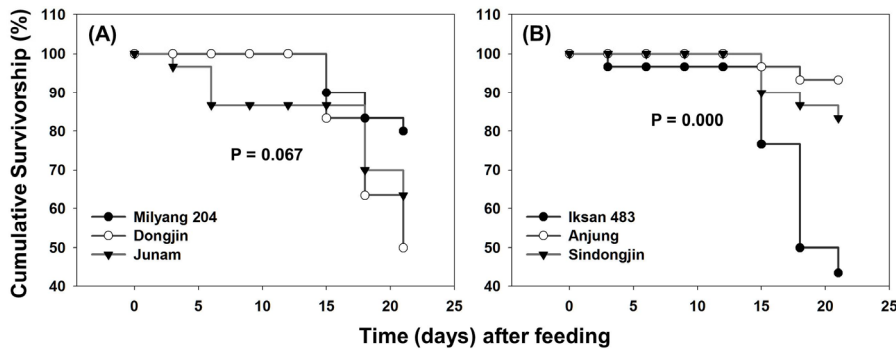 Cumulative Survivorship (%)
100
90
80
70
60
50
40
(A)
P = 0.067
Milyang 204
Dongjin
Junam
0
5
10
15
20
25
110
100
90
80
70
60
50
40
(B)
P = 0.000
Iksan 483
Anjung
Sindongjin
0
5
10
15
20
25
Time (days) after feeding